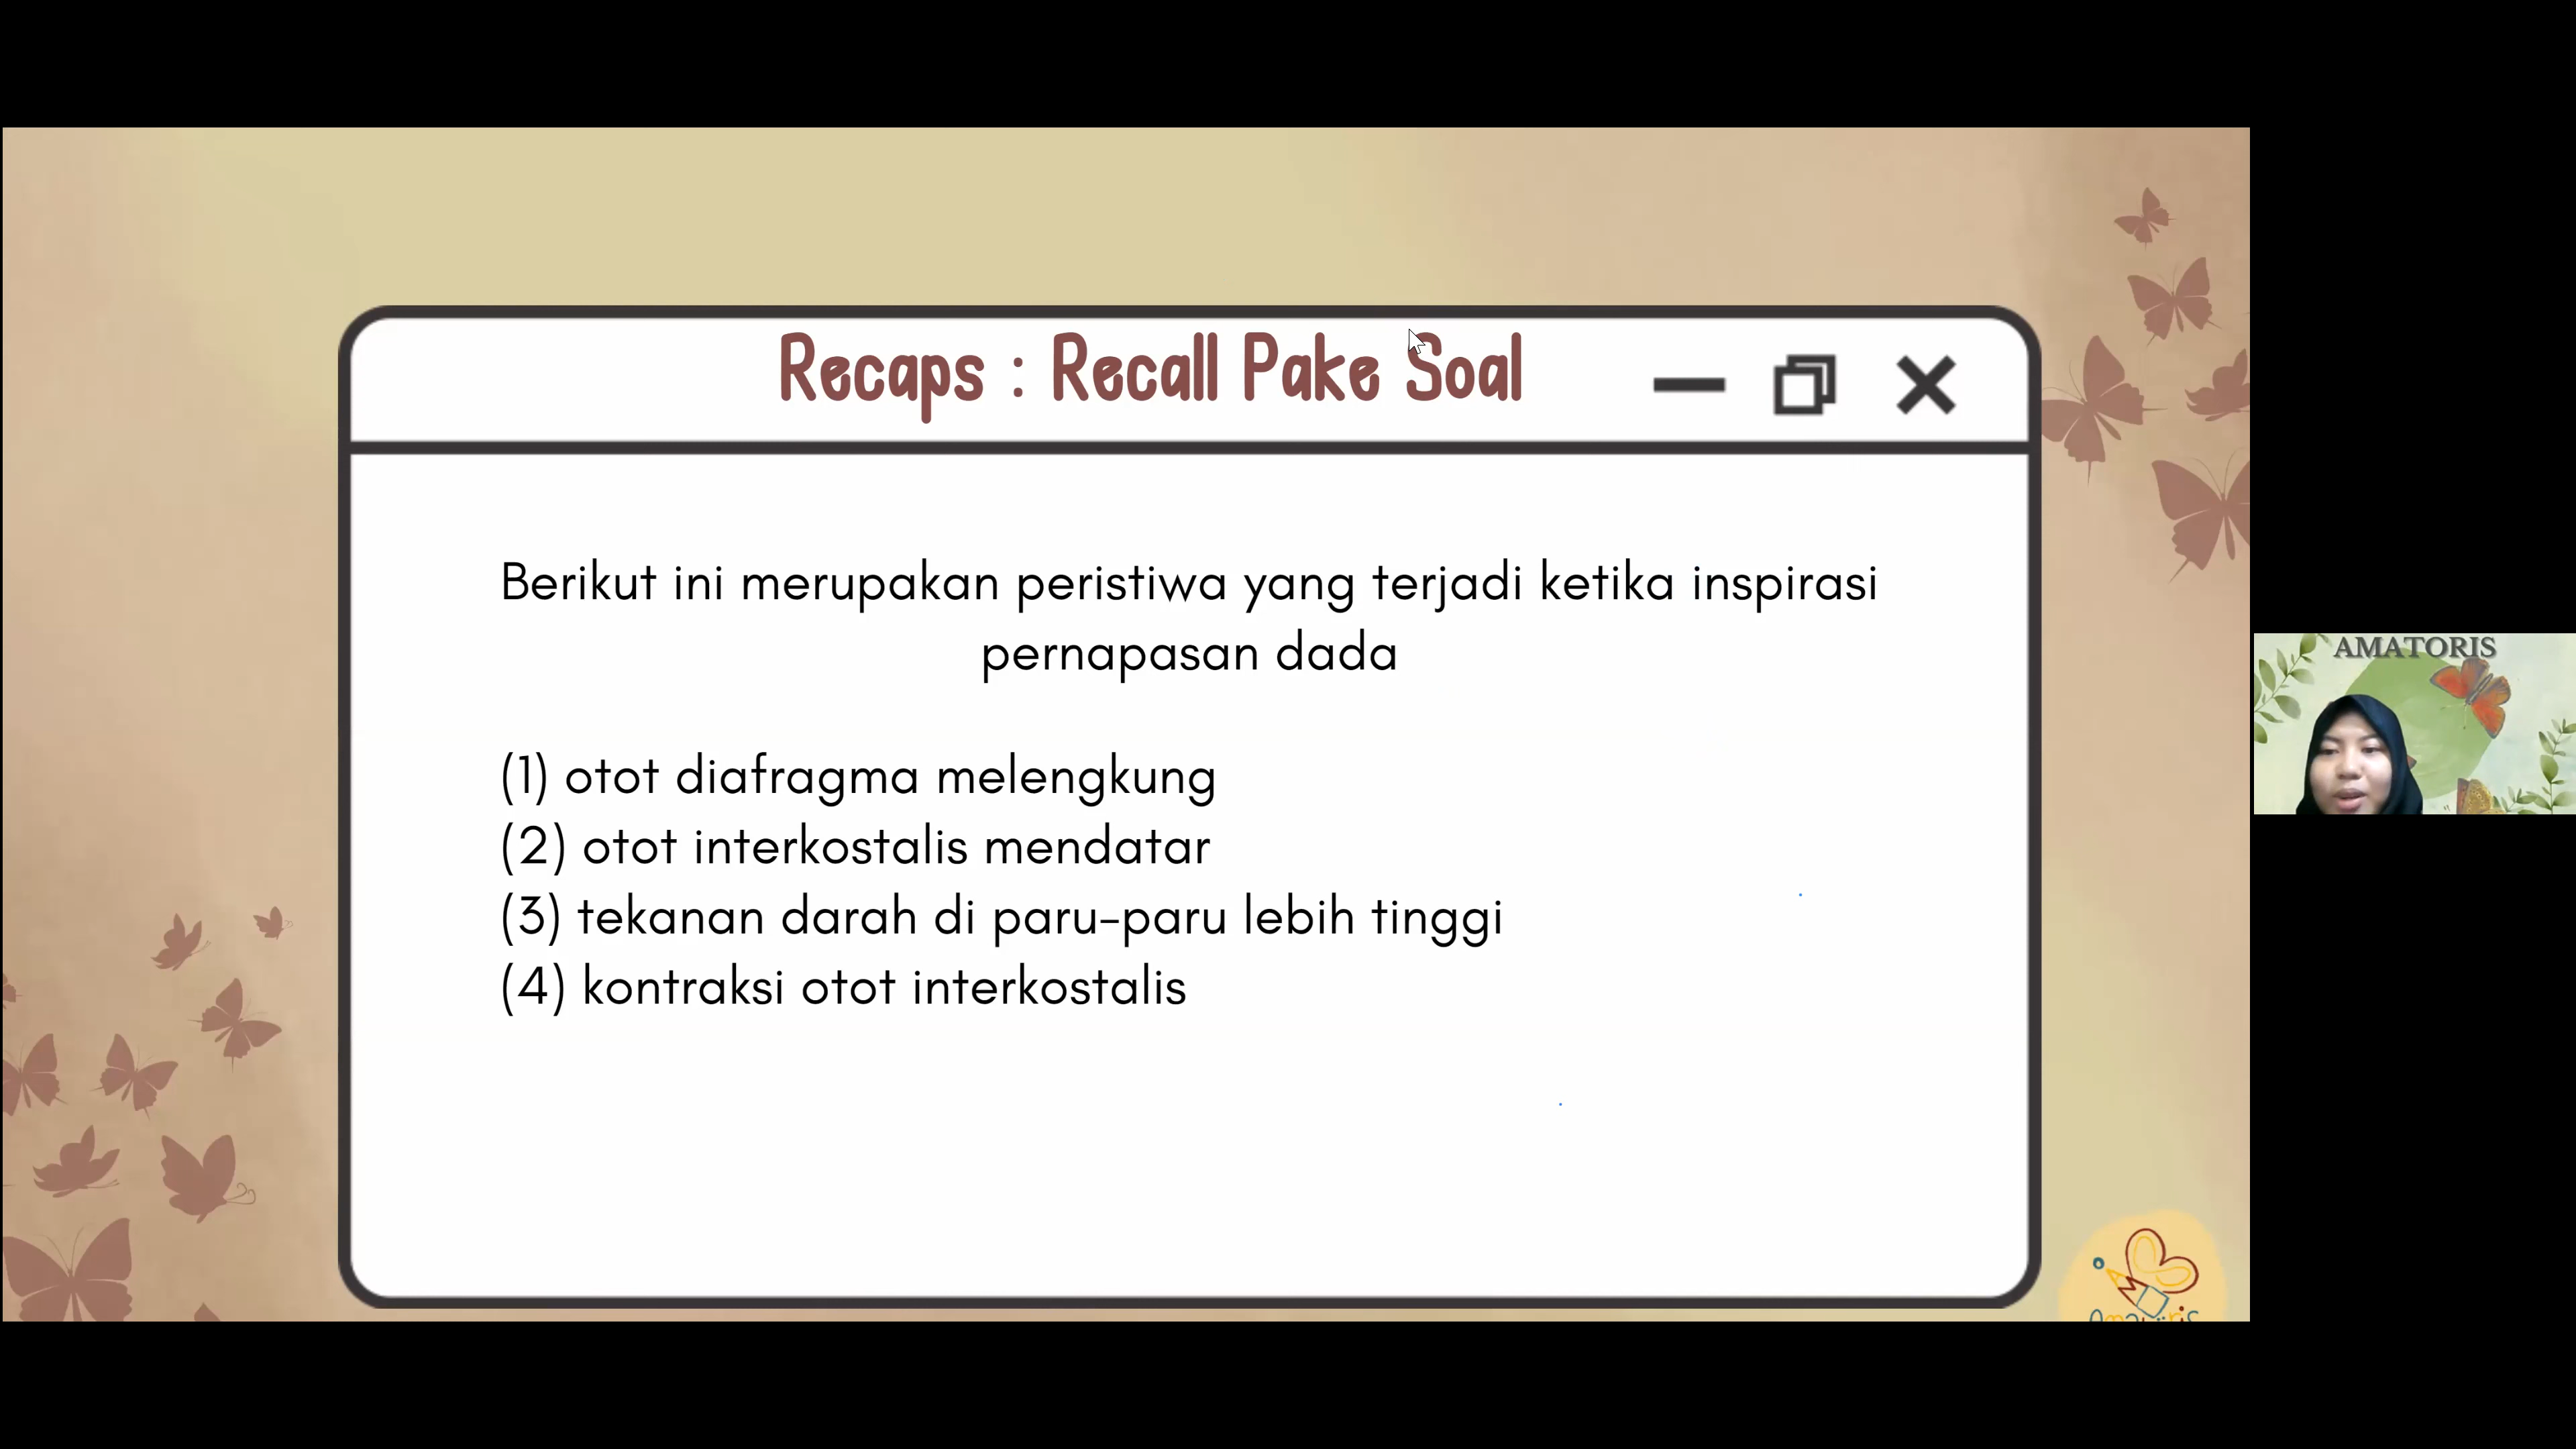 Recaps : Recall Pake Soal
Berikut ini merupakan peristiwa yang terjadi ketika inspirasi
pernapasan dada
(1) otot diafragma melengkung
(2) otot interkostalis mendatar
(3) tekanan darah di paru-paru lebih tinggi
(4) kontraksi otot interkostalis
AMATORIS